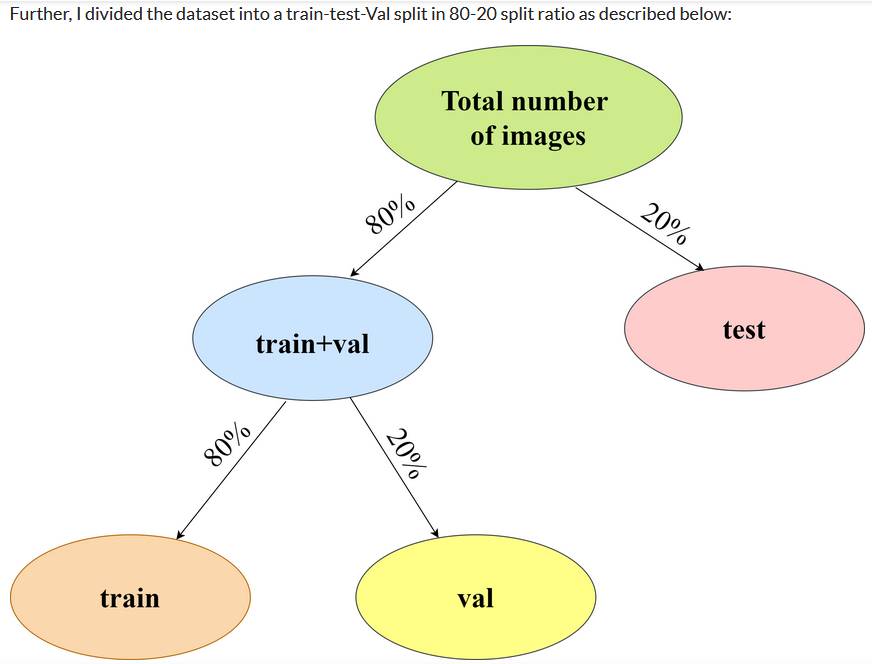 Further, I divided the dataset into a train-test-Val split in 80-20 split ratio as described below:
Total number
of images
80%
20%
train+val
test
80%
20%
train
val